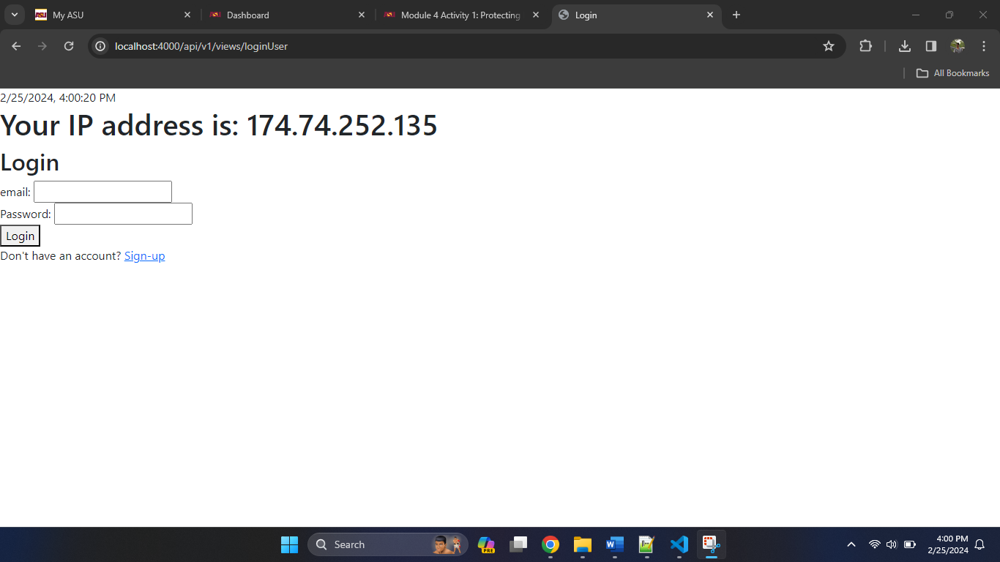 My ASU
Dashboard
Module 4 Activity 1: Protecting
Login
localhost:4000/api/v1/views/loginUser
All Bookmarks
2/25/2024, 4:00:20 PM
Your IP address is: 174.74.252.135
Login
email:
Password:
Login
Don't have an account? Sign-up
Search
PRE
4:00 PM
2/25/2024